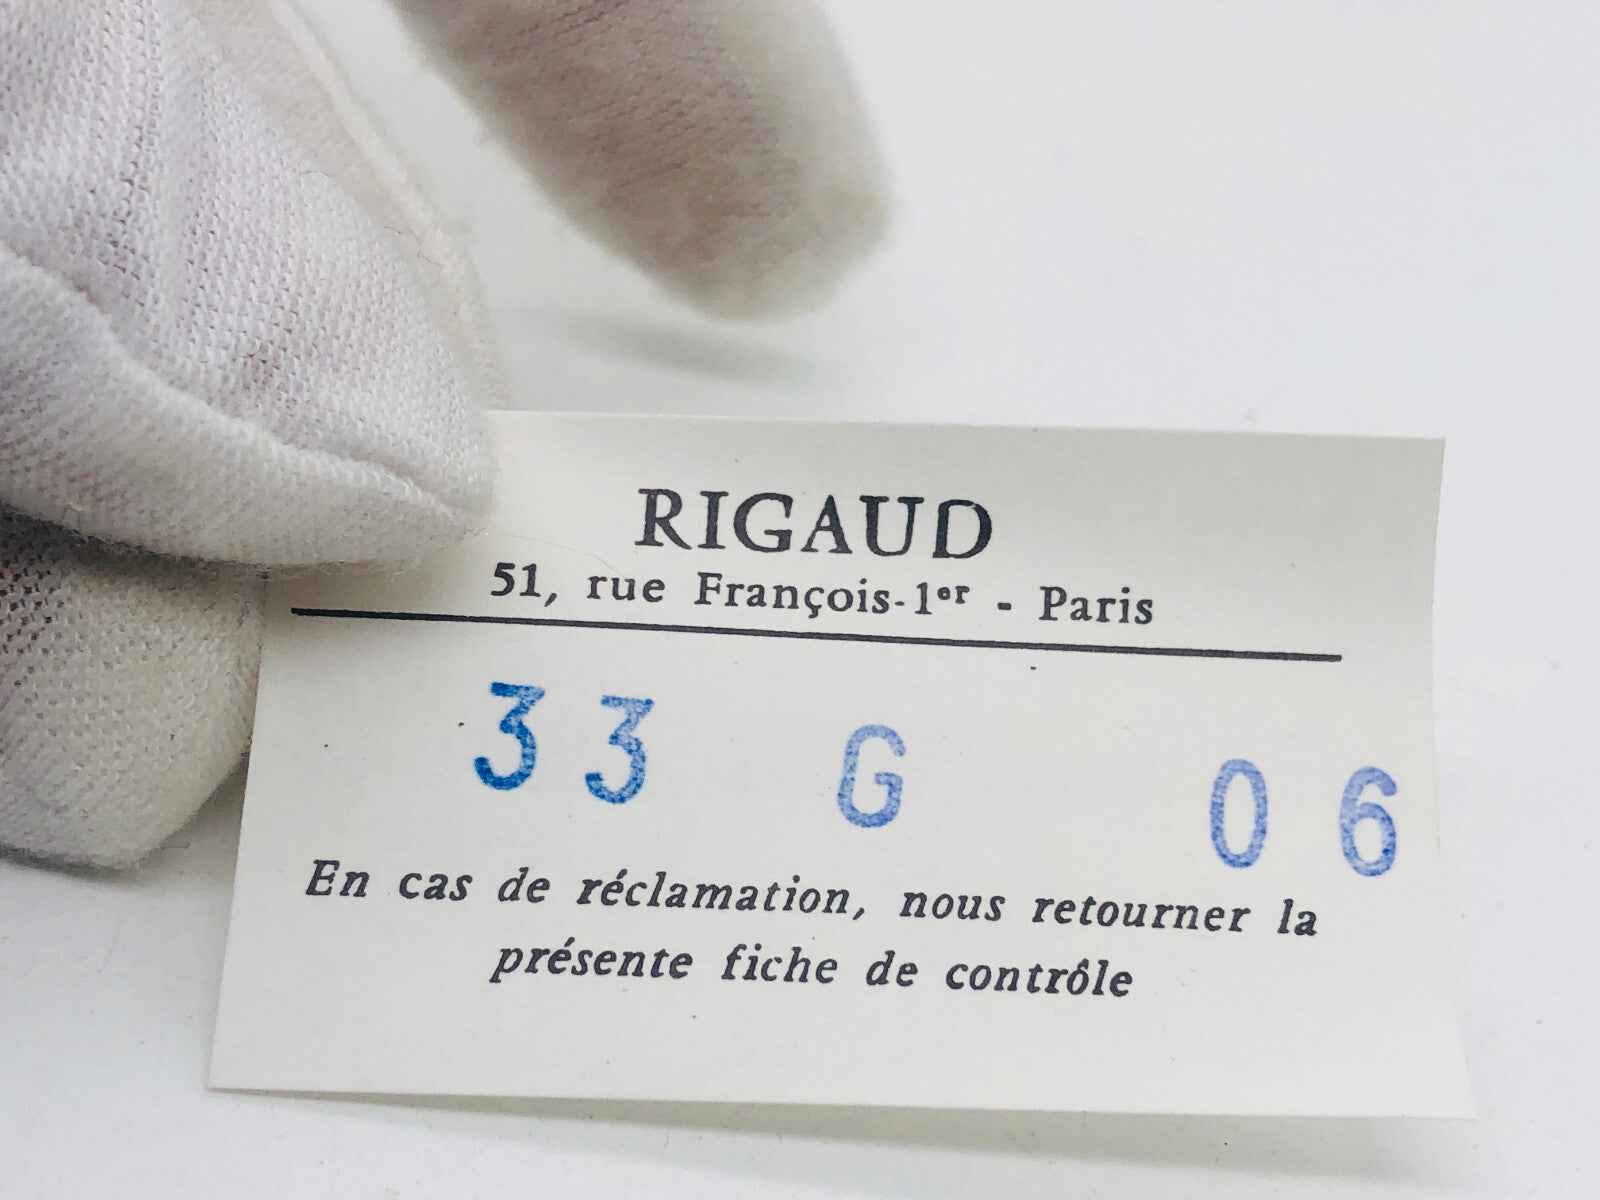 RIGAUD
51, rue François-1er - Paris
33 G 06
En cas de réclamation, nous retourner la
présente fiche de contrôle